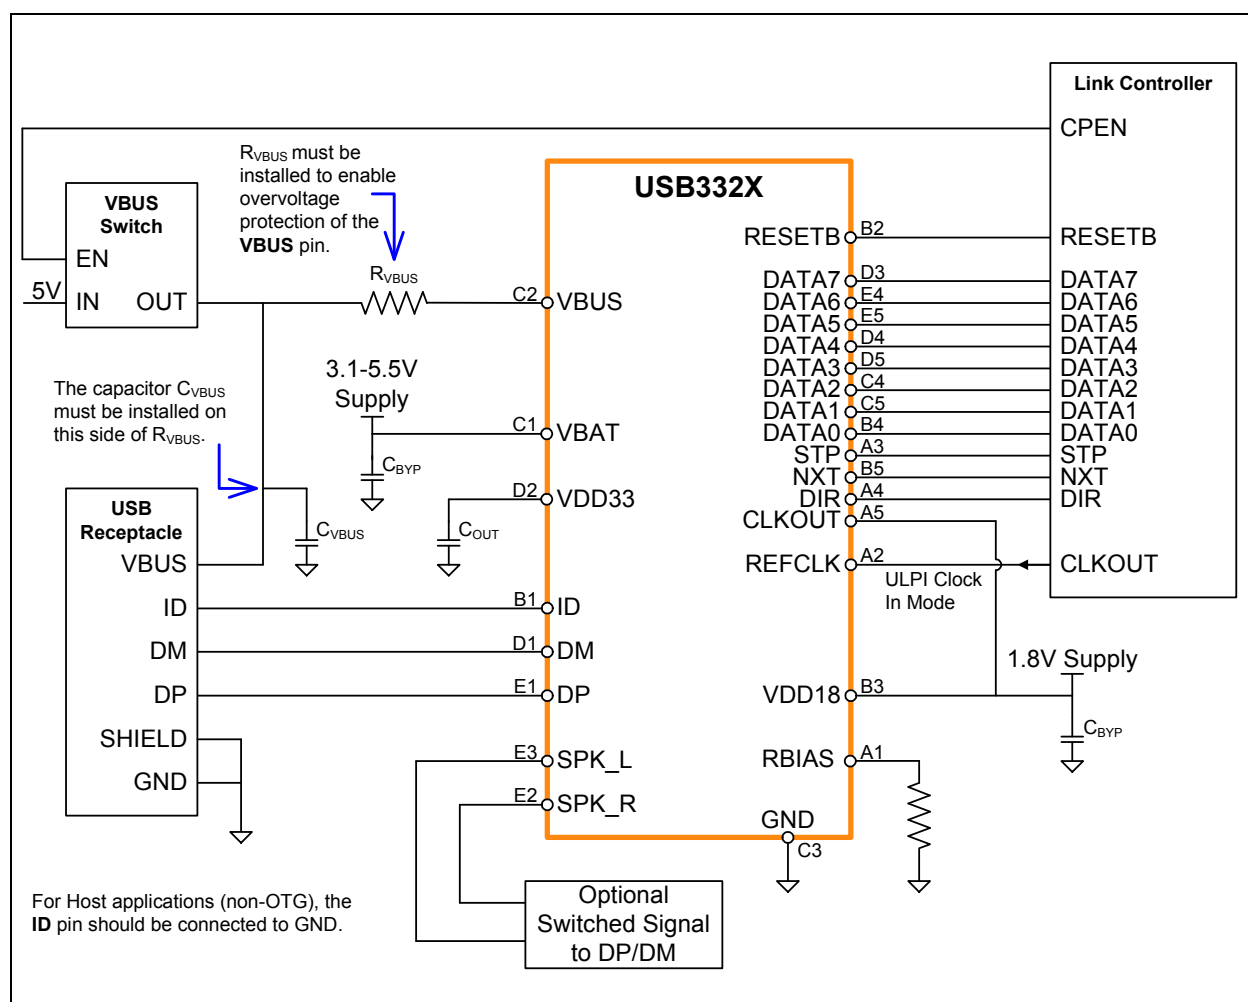 Link Controller
CPEN
RVBUS must be
installed to enable
overvoltage
protection of the
VBUS pin.
USB332X
VBUS
Switch
EN
5V
IN
OUT
RVBUS
C2
VBUS
RESETB
B2
RESETB
DATA7
D3
DATA7
DATA6
E4
DATA6
DATA5
E5
DATA5
DATA4
D4
DATA4
DATA3
D5
DATA3
DATA2
C4
DATA2
DATA1
C5
DATA1
DATA0
B4
DATA0
STP
A3
STP
NXT
B5
NXT
DIR
A4
DIR
CLKOUT
A5
REFCLK
A2
CLKOUT
ULPI Clock
In Mode
3.1-5.5V
Supply
The capacitor CVBUS
must be installed on
this side of RVBUS.
C1
VBAT
CBYP
D2
VDD33
COUT
CVBUS
USB
Receptacle
VBUS
ID
B1
ID
DM
D1
DM
DP
E1
DP
SHIELD
GND
1.8V Supply
VDD18
B3
CBYP
E3
SPK_L
E2
SPK_R
RBIAS
A1
GND
C3
Optional
Switched Signal
to DP/DM
For Host applications (non-OTG), the
ID pin should be connected to GND.